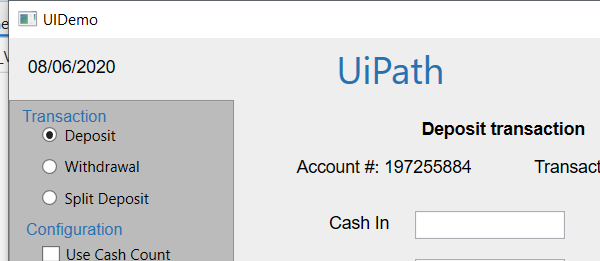 UIDemo
08/06/2020
UiPath
Transaction
Deposit
Withdrawal
Split Deposit
Configuration
Use Cash Count
Deposit transaction
Account #: 197255884
Cash In